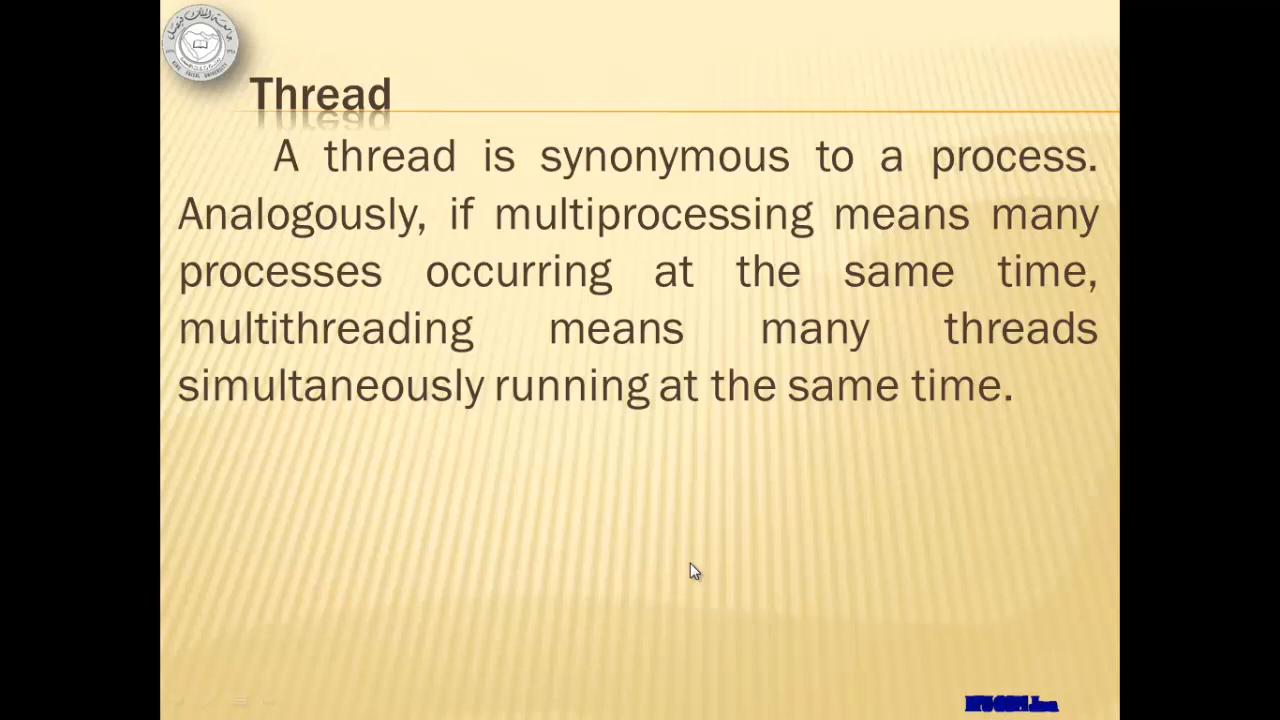 Thread
A thread is synonymous to a process.
Analogously, if multiprocessing means many
processes occurring at the same time,
multithreading means many threads
simultaneously running at the same time.